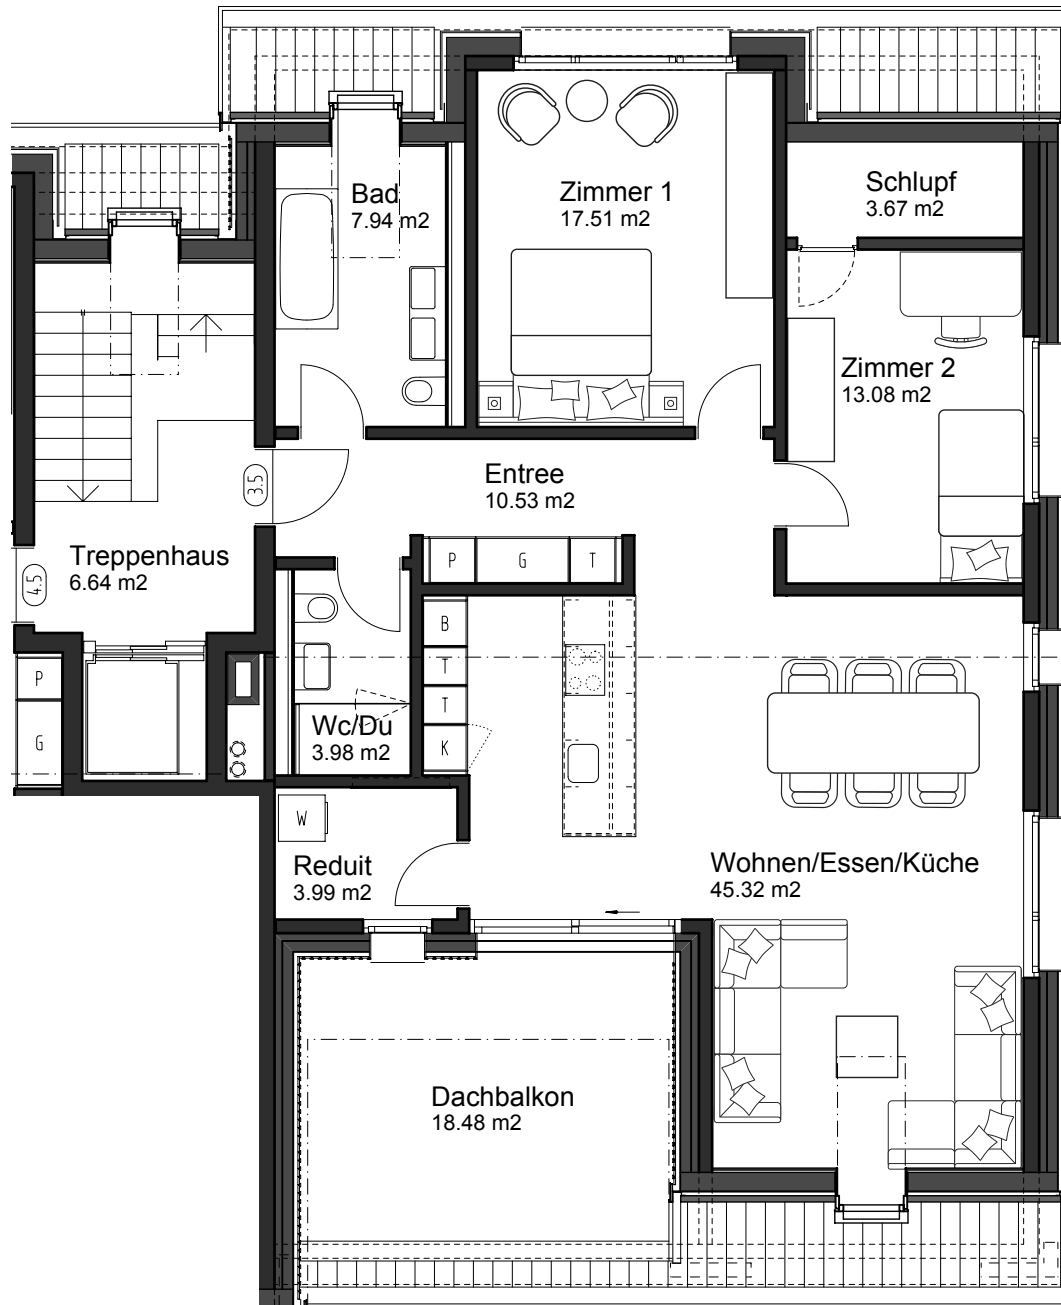 Bad
7.94 m2
Zimmer 1
17.51 m2
Schlupf
3.67 m2
Zimmer 2
13.08 m2
Entree
10.53 m2
3.5
Treppenhaus
6.64 m2
4.5
P
G
T
B
T
T
K
P
G
Wc/Du
3.98 m2
W
Reduit
3.99 m2
Wohnen/Essen/Küche
45.32 m2
Dachbalkon
18.48 m2